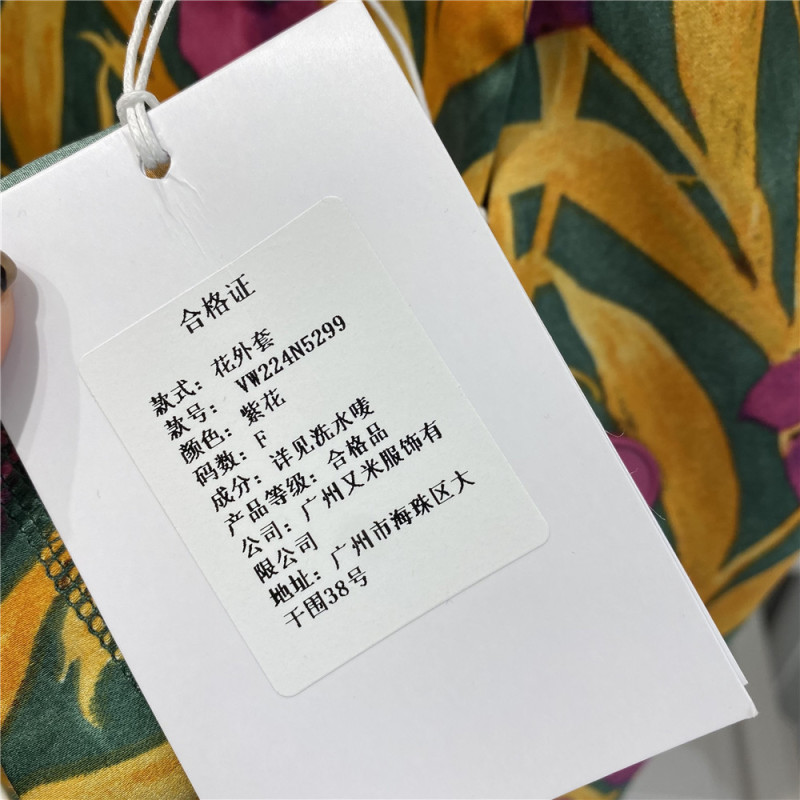 合格证
款式：花外套
款号：VW224N5299
颜色：紫花
码数：F
成分：详见洗水唛
产品等级：合格品
公司：广州又米服饰有
限公司
地址：广州市海珠区大
干围38号